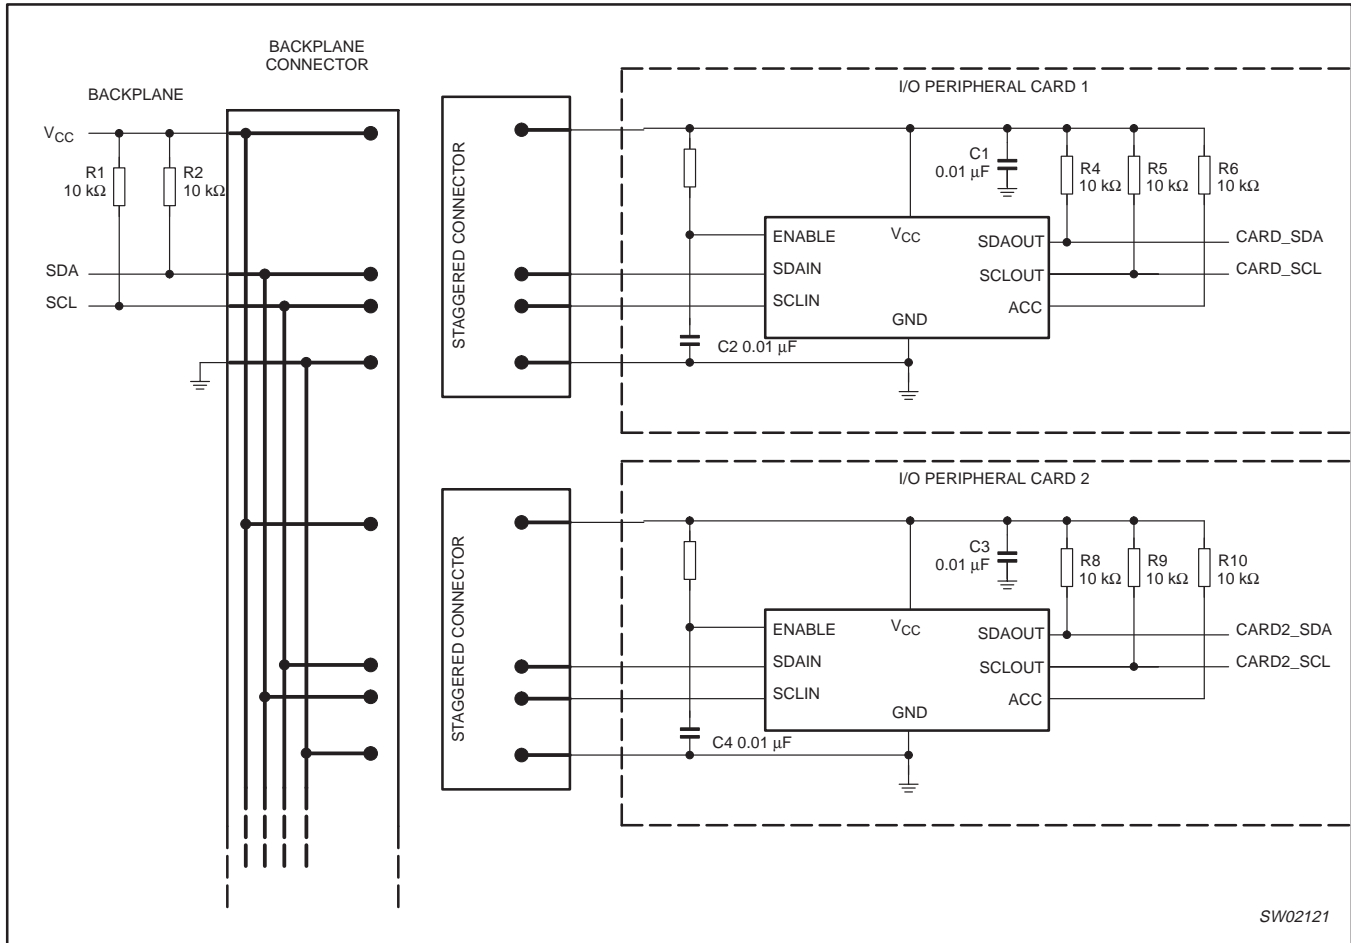 BACKPLANE
CONNECTOR
BACKPLANE
VCC
R1
10 kΩ
R2
10 kΩ
SDA
SCL
STAGGERED CONNECTOR
I/O PERIPHERAL CARD 1
C1
0.01 µF
R4
10 kΩ
R5
10 kΩ
R6
10 kΩ
ENABLE
VCC
SDAOUT
CARD_SDA
SDAIN
SCLOUT
CARD_SCL
SCLIN
ACC
GND
C2 0.01 µF
STAGGERED CONNECTOR
I/O PERIPHERAL CARD 2
C3
0.01 µF
R8
10 kΩ
R9
10 kΩ
R10
10 kΩ
ENABLE
VCC
SDAOUT
CARD2_SDA
SDAIN
SCLOUT
CARD2_SCL
SCLIN
ACC
GND
C4 0.01 µF
SW02121